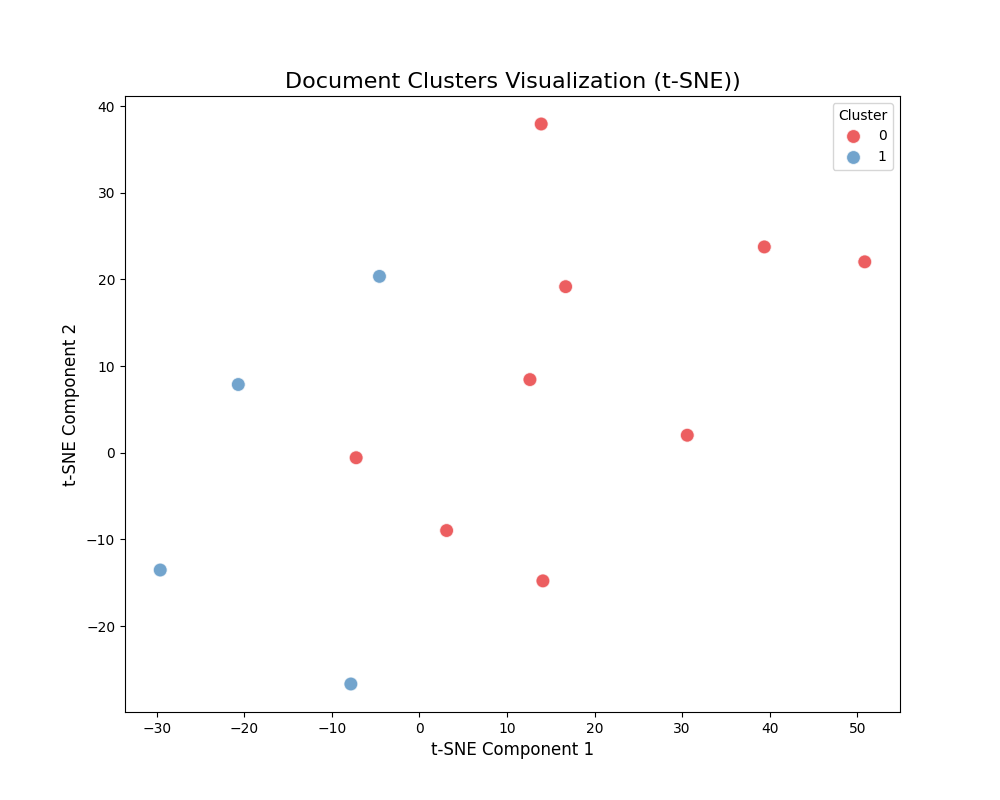 Document Clusters Visualization (t-SNE))
Cluster
0
1
40
30
20
10
0
−10
−20
t-SNE Component 2
−30 −20 −10 0 10 20 30 40 50
t-SNE Component 1